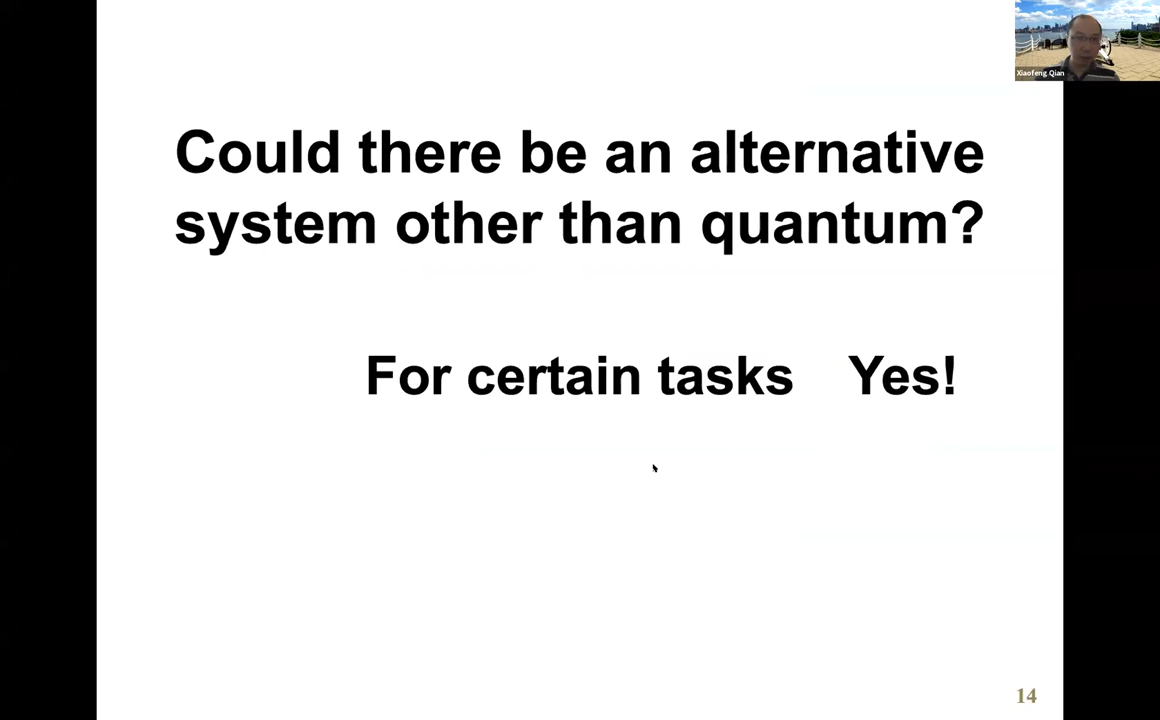 Xiaofeng Qian
Could there be an alternative
system other than quantum?
For certain tasks Yes!
14